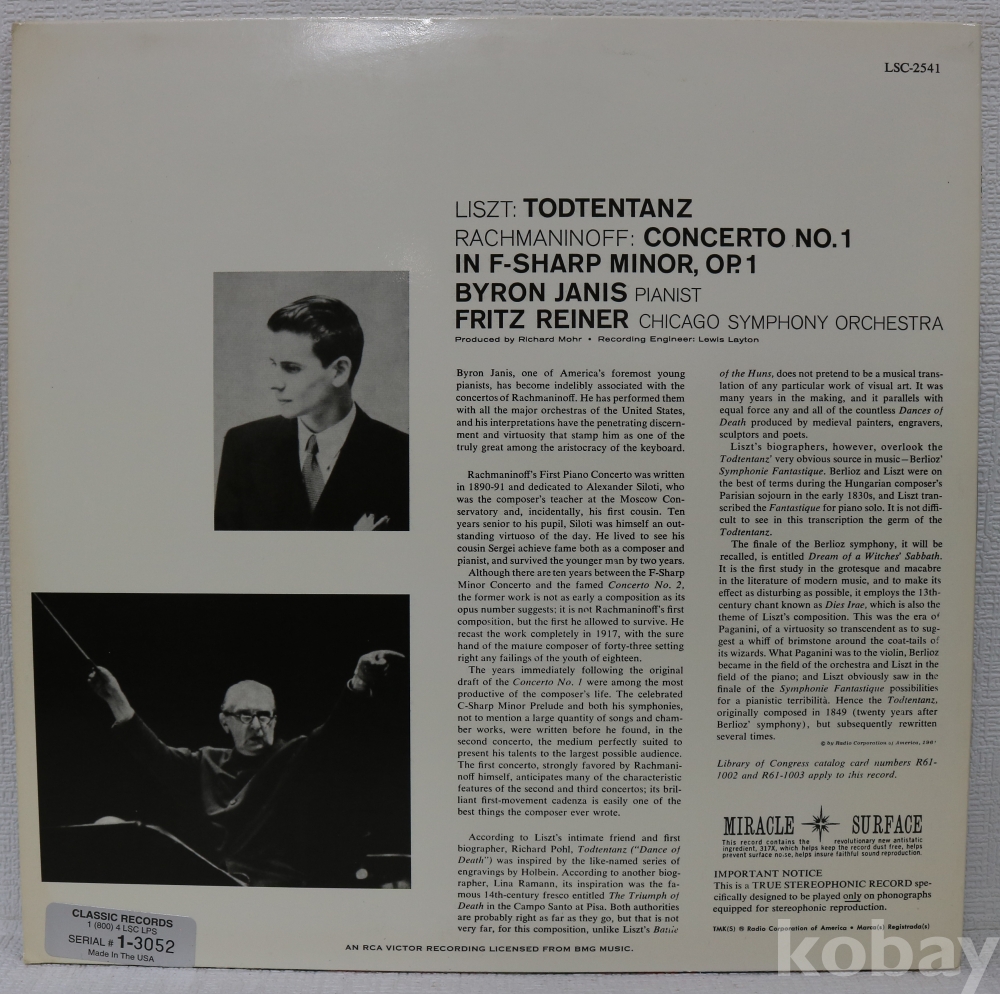 LSC-2541
LISZT: TODTENTANZ
RACHMANINOFF: CONCERTO NO. 1
IN F-SHARP MINOR, OP. 1
BYRON JANIS PIANIST
FRITZ REINER CHICAGO SYMPHONY ORCHESTRA
Produced by Richard Mohr • Recording Engineer: Lewis Layton
Byron Janis, one of America's foremost young
pianists, has become indelibly associated with the
concertos of Rachmaninoff. He has performed them
with all the major orchestras of the United States,
and his interpretations have the penetrating discern-
ment and virtuosity that stamp him as one of the
truly great among the aristocracy of the keyboard.
Rachmaninoff's First Piano Concerto was written
in 1890-91 and dedicated to Alexander Siloti, who
was the composer's teacher at the Moscow Con-
servatory and, incidentally, his first cousin. Ten
years senior to his pupil, Siloti was himself an out-
standing virtuoso of the day. He lived to see his
cousin Sergei achieve fame both as a composer and
pianist, and survived the younger man by two years.
Although there are ten years between the F-Sharp
Minor Concerto and the famed Concerto No. 2,
the former work is not as early a composition as its
opus number suggests; it is not Rachmaninoff's first
composition, but the first he allowed to survive. He
recast the work completely in 1917, with the sure
hand of the mature composer of forty-three setting
right any failings of the youth of eighteen.
The years immediately following the original
draft of the Concerto No. 1 were among the most
productive of the composer's life. The celebrated
C-Sharp Minor Prelude and both his symphonies,
not to mention a large quantity of songs and cham-
ber works, were written before he found, in the
second concerto, the medium perfectly suited to
present his talents to the largest possible audience.
The first concerto, strongly favored by Rachmani-
noff himself, anticipates many of the characteristic
features of the second and third concertos; its bril-
liant first-movement cadenza is easily one of the
best things the composer ever wrote.
According to Liszt's intimate friend and first
biographer, Richard Pohl, Todtentanz ("Dance of
Death") was inspired by the like-named series of
engravings by Holbein. According to another biog-
rapher, Lina Ramann, its inspiration was the fa-
mous 14th-century fresco entitled The Triumph of
Death in the Campo Santo at Pisa. Both authorities
are probably right as far as they go, but that is not
very far, for this composition, unlike Liszt's Battle
of the Huns, does not pretend to be a musical trans-
lation of any particular work of visual art. It was
many years in the making, and it parallels with
equal force any and all of the countless Dances of
Death produced by medieval painters, engravers,
sculptors and poets.
Liszt's biographers, however, overlook the
Todtentanz' very obvious source in music—Berlioz'
Symphonie Fantastique. Berlioz and Liszt were on
the best of terms during the Hungarian composer's
Parisian sojourn in the early 1830s, and Liszt tran-
scribed the Fantastique for piano solo. It is not diffi-
cult to see in this transcription the germ of the
Todtentanz.
The finale of the Berlioz symphony, it will be
recalled, is entitled Dream of a Witches' Sabbath.
It is the first study in the grotesque and macabre
in the literature of modern music, and to make its
effect as disturbing as possible, it employs the 13th-
century chant known as Dies Irae, which is also the
theme of Liszt's composition. This was the era of
Paganini, of a virtuosity so transcendent as to sug-
gest a whiff of brimstone around the coat-tails of
its wizards. What Paganini was to the violin, Berlioz
became in the field of the orchestra and Liszt in the
field of the piano; and Liszt obviously saw in the
finale of the Symphonie Fantastique possibilities
for a pianistic terribilità. Hence the Todtentanz,
originally composed in 1849 (twenty years after
Berlioz' symphony), but subsequently rewritten
several times.
© by Radio Corporation of America,
Library of Congress catalog card numbers R61-
1002 and R61-1003 apply to this record.
MIRACLE SURFACE
This record contains the revolutionary new antistatic
ingredient, 317X, which helps keep the record dust free, helps
prevent surface noise, helps insure faithful sound reproduction.
IMPORTANT NOTICE
This is a TRUE STEREOPHONIC RECORD spe-
cifically designed to be played only on phonographs
equipped for stereophonic reproduction.
TMK(S) ® Radio Corporation of America • Marca(s) Registrada(s)
CLASSIC RECORDS
1 (800) 4 LSC LPS
SERIAL # 1-3052
Made In The USA
AN RCA VICTOR RECORDING LICENSED FROM BMG MUSIC.
kobay